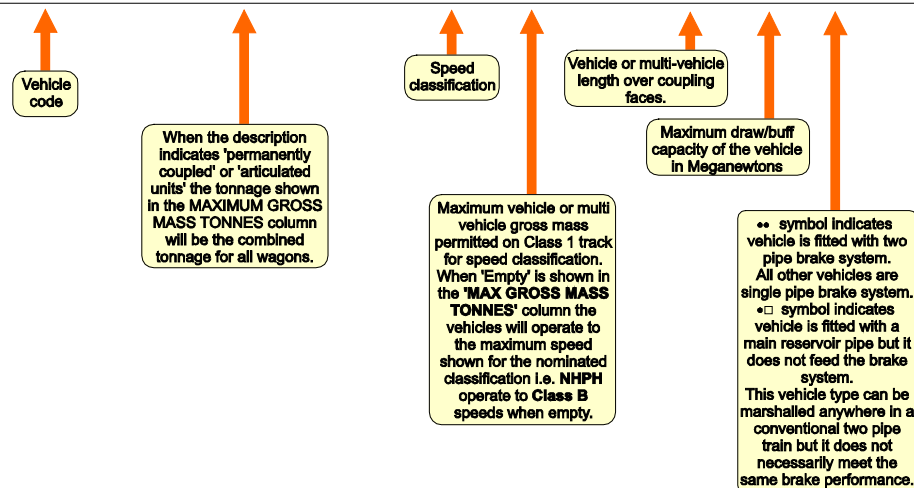 Vehicle
code
When the description
indicates 'permanently
coupled' or 'articulated
units' the tonnage shown
in the MAXIMUM GROSS
MASS TONNES column
will be the combined
tonnage for all wagons.
Speed
classification
Maximum vehicle or multi
vehicle gross mass
permitted on Class 1 track
for speed classification.
When 'Empty' is shown in
the 'MAX GROSS MASS
TONNES' column the
vehicles will operate to
the maximum speed
shown for the nominated
classification i.e. NHPH
operate to Class B
speeds when empty.
Vehicle or multi-vehicle
length over coupling
faces.
Maximum draw/buff
capacity of the vehicle
in Meganewtons
•• symbol indicates
vehicle is fitted with two
pipe brake system.
All other vehicles are
single pipe brake system.
•□ symbol indicates
vehicle is fitted with a
main reservoir pipe but it
does not feed the brake
system.
This vehicle type can be
marshalled anywhere in a
conventional two pipe
train but it does not
necessarily meet the
same brake performance.